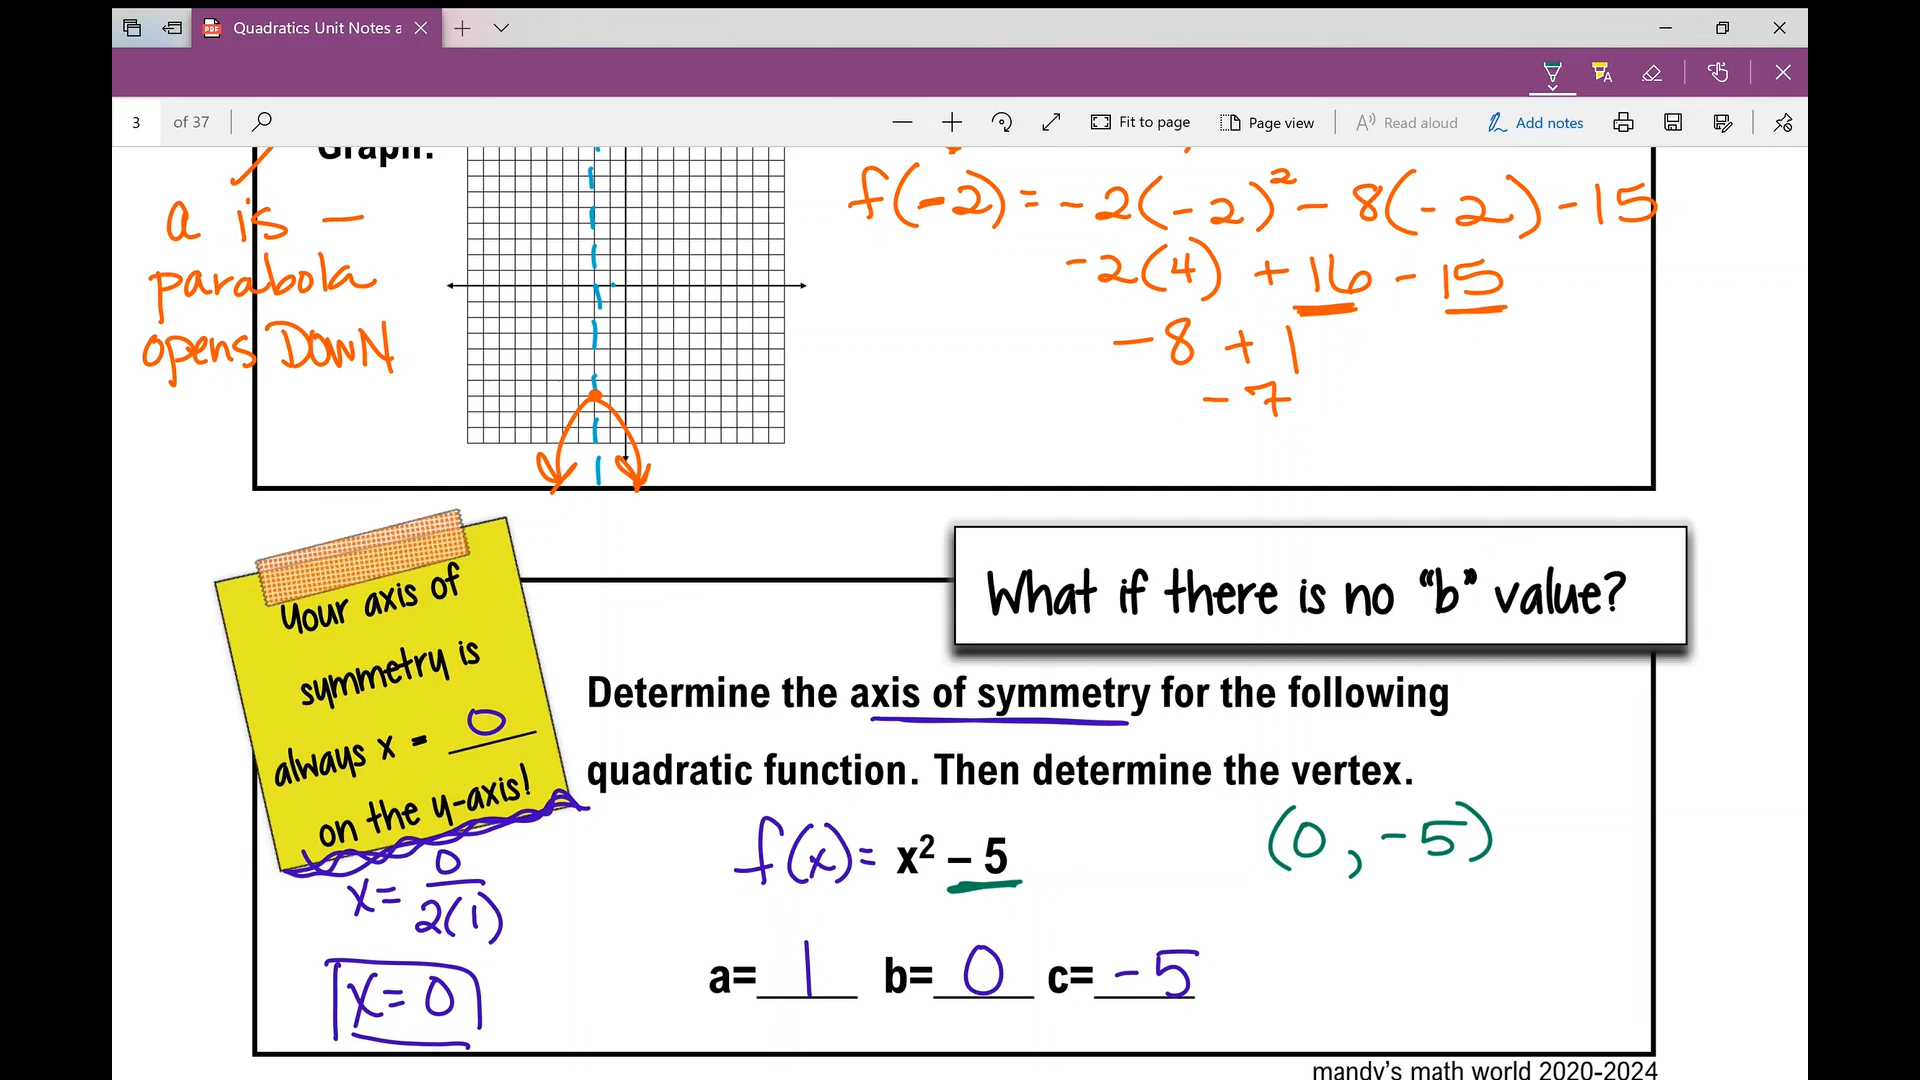 Quadratics Unit Notes a
3 of 37
Fit to page
Page view
Read aloud
Add notes
Graph:
a is –
parabola
opens DOWN
f(-2) = -2(-2)² - 8(-2) -15
-2(4) + 16 - 15
-8 + 1
-7
Your axis of
symmetry is
always x = 0
on the y-axis!
x = 0/2(1)
x = 0
What if there is no “b” value?
Determine the axis of symmetry for the following
quadratic function. Then determine the vertex.
f(x) = x² – 5
(0, -5)
a= 1 b= 0 c= -5
mandy's math world 2020-2024